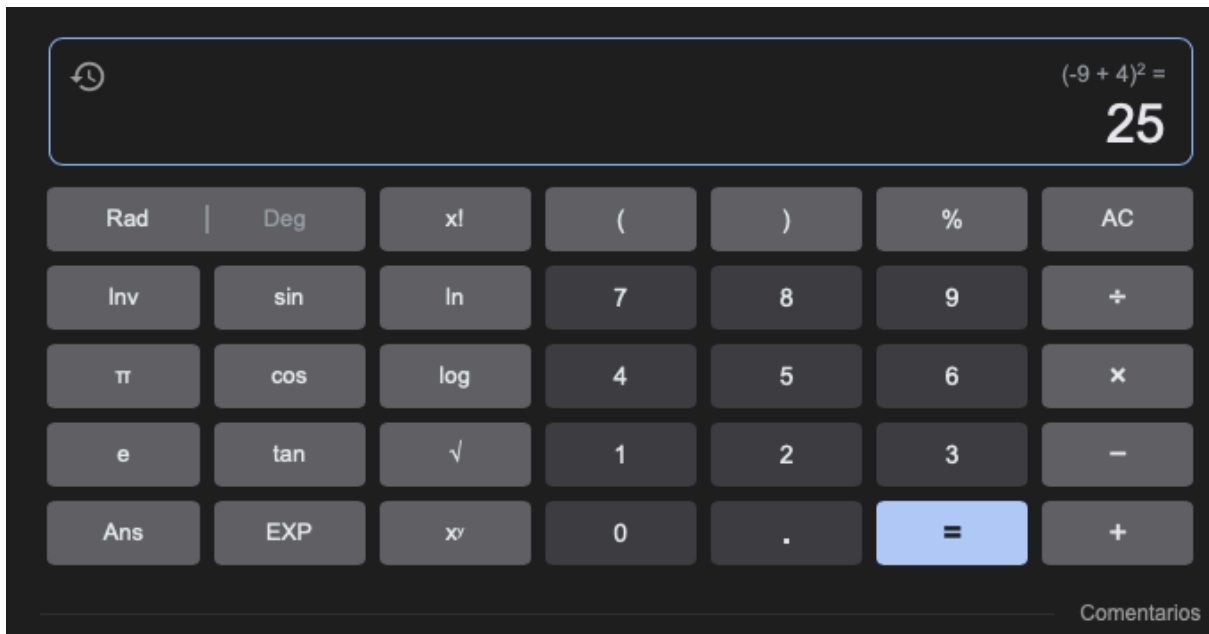 (-9 + 4)² =
25
Rad | Deg x! ( ) % AC
Inv sin ln 7 8 9 ÷
π cos log 4 5 6 ×
e tan √ 1 2 3 −
Ans EXP xʸ 0 . = +
Comentarios